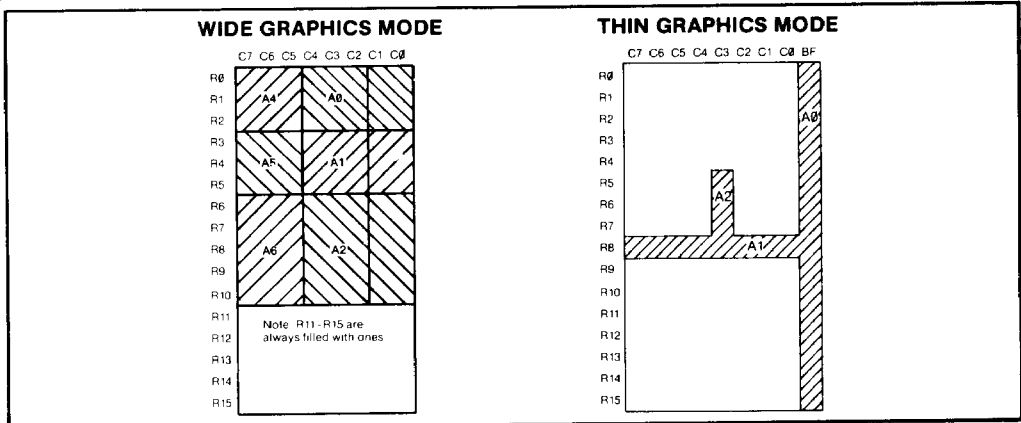 WIDE GRAPHICS MODE
C7 C6 C5 C4 C3 C2 C1 CØ
RØ
R1
R2
R3
R4
R5
R6
R7
R8
R9
R10
R11
R12
R13
R14
R15
A4
AØ
A5
A1
A6
A2
Note R11-R15 are
always filled with ones
THIN GRAPHICS MODE
C7 C6 C5 C4 C3 C2 C1 CØ BF
RØ
R1
R2
R3
R4
R5
R6
R7
R8
R9
R10
R11
R12
R13
R14
R15
AØ
A2
A1